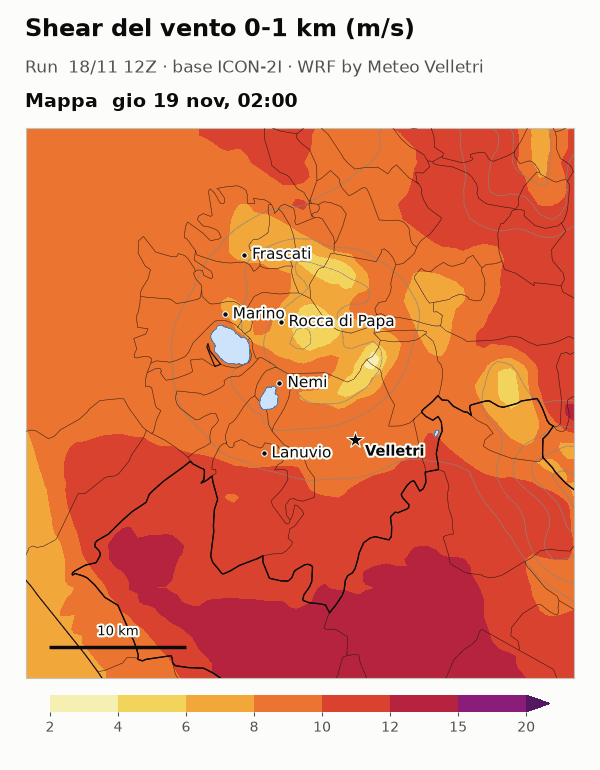 Shear del vento 0-1 km (m/s)
Run  18/11 12Z · base ICON-2I · WRF by Meteo Velletri
Mappa  gio 19 nov, 02:00
Frascati
Marino
Rocca di Papa
Nemi
Velletri
Lanuvio
10 km
2 4 6 8 10 12 15 20